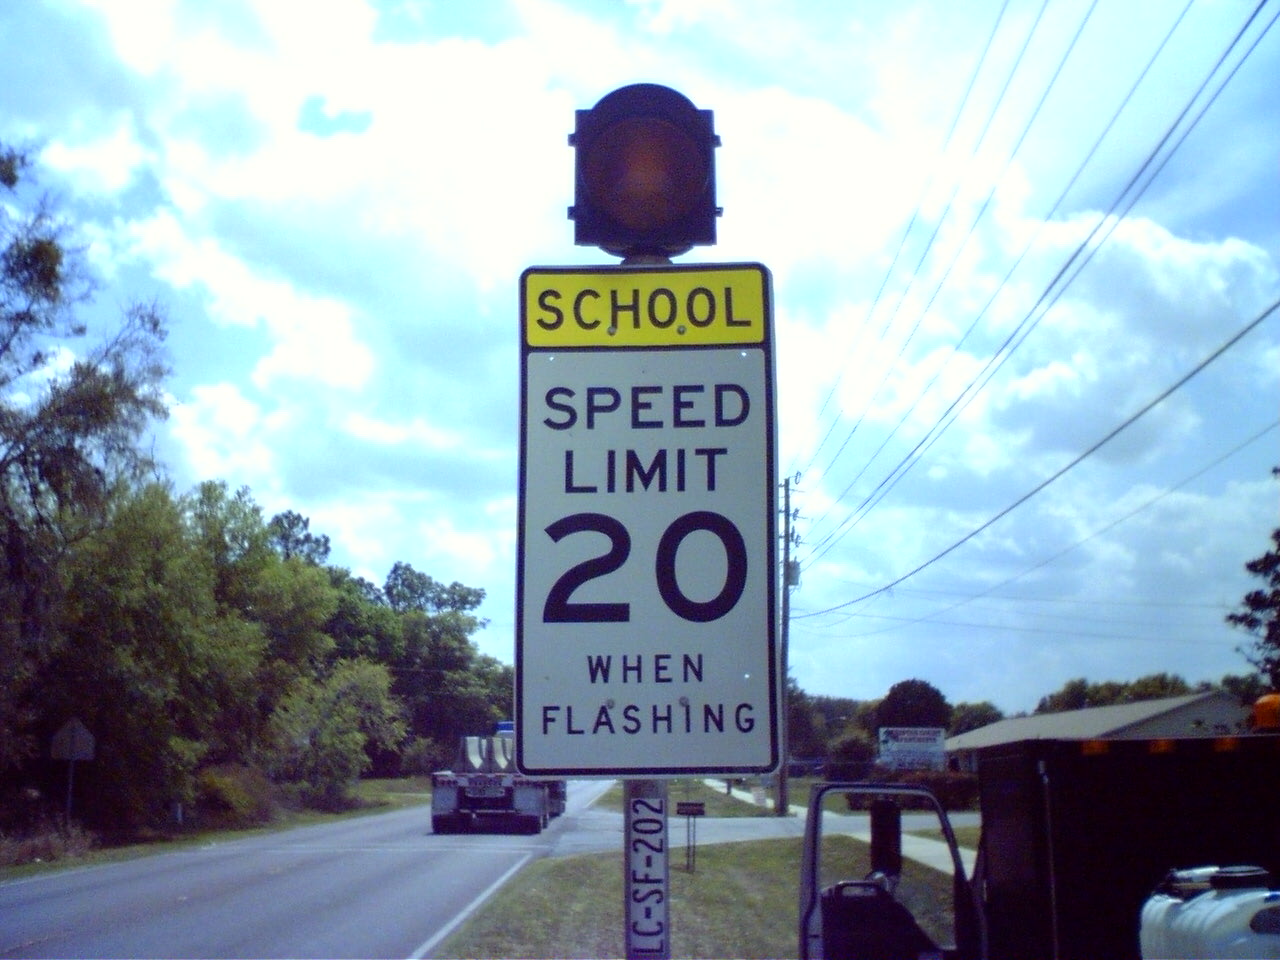 SCHOOL
SPEED
LIMIT
20
WHEN
FLASHING
LC-SF-202